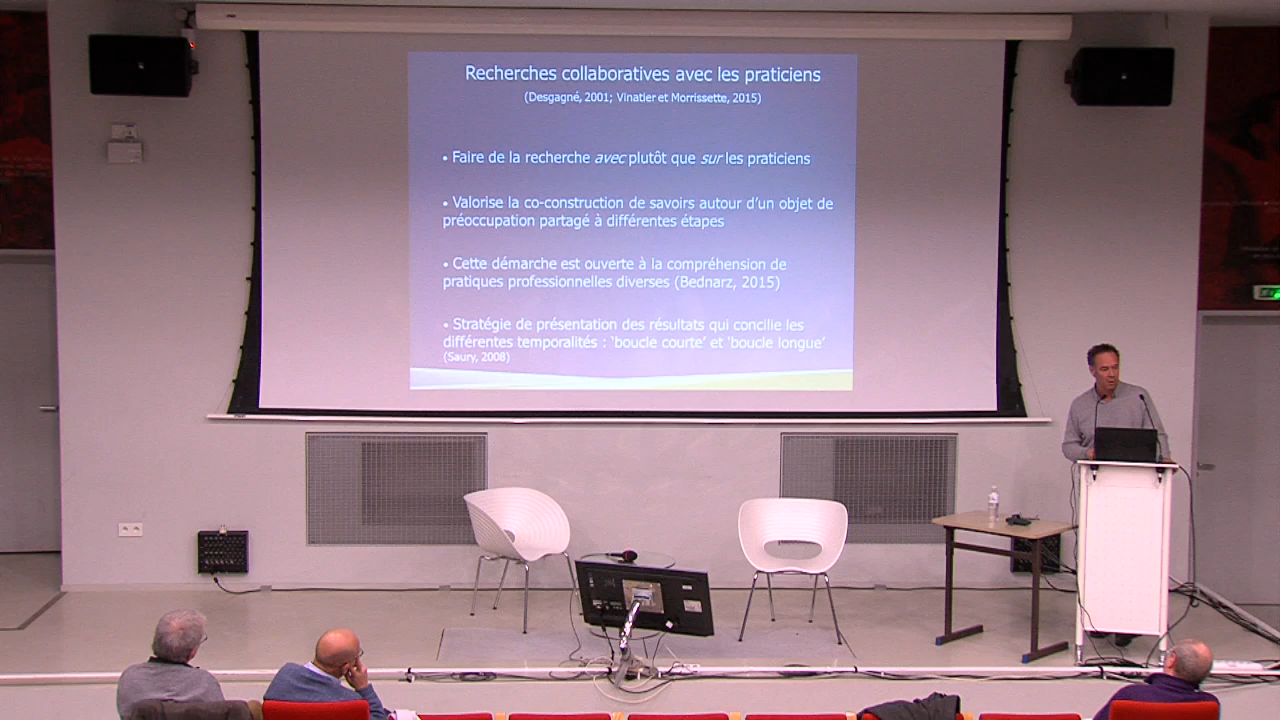 Recherches collaboratives avec les praticiens
(Desgagné, 2001; Vinatier et Morrissette, 2015)
• Faire de la recherche avec plutôt que sur les praticiens
• Valorise la co-construction de savoirs autour d'un objet de
préoccupation partagé à différentes étapes
• Cette démarche est ouverte à la compréhension de
pratiques professionnelles diverses (Bednarz, 2015)
• Stratégie de présentation des résultats qui concilie les
différentes temporalités : 'boucle courte' et 'boucle longue'
(Saury, 2008)